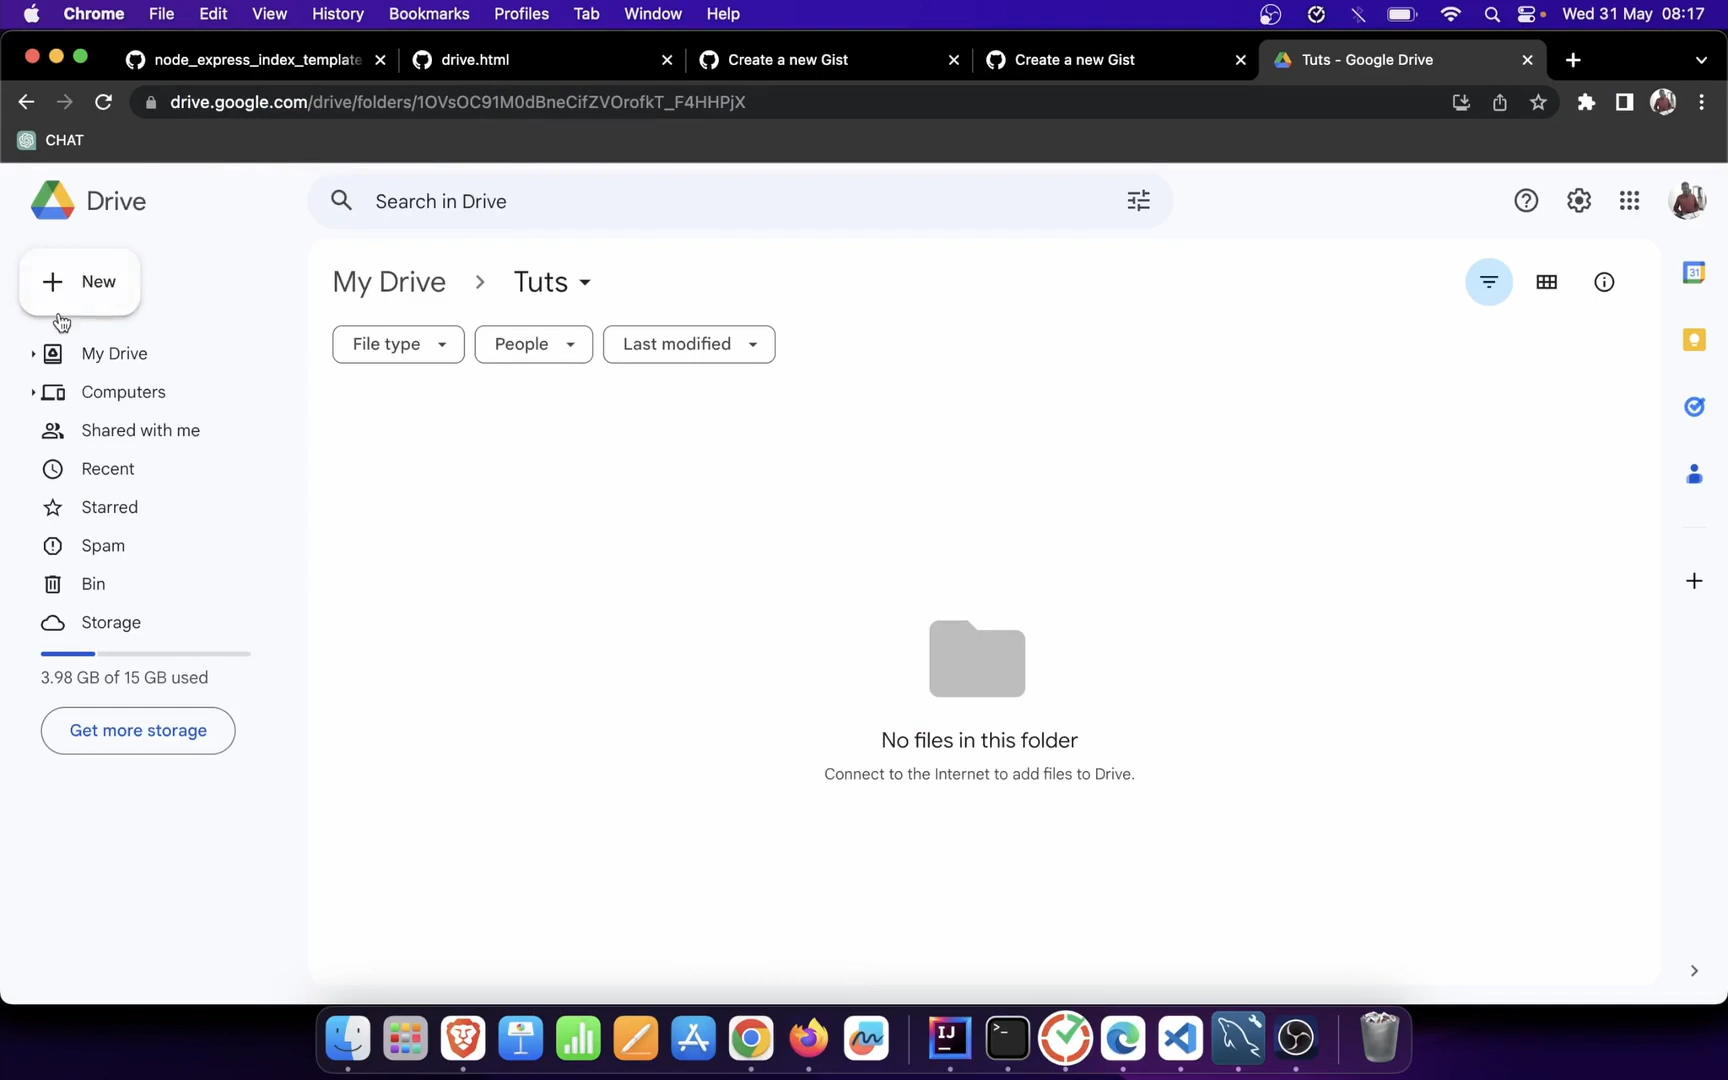 Chrome File Edit View History Bookmarks Profiles Tab Window Help Wed 31 May 08:17
node_express_index_template drive.html Create a new Gist Create a new Gist Tuts - Google Drive
drive.google.com/drive/folders/1OVsOC91M0dBneCifZVOrofkT_F4HHPjX
CHAT
Drive
Search in Drive
New
My Drive
Computers
Shared with me
Recent
Starred
Spam
Bin
Storage
3.98 GB of 15 GB used
Get more storage
My Drive > Tuts
File type People Last modified
No files in this folder
Connect to the Internet to add files to Drive.
31
IJ